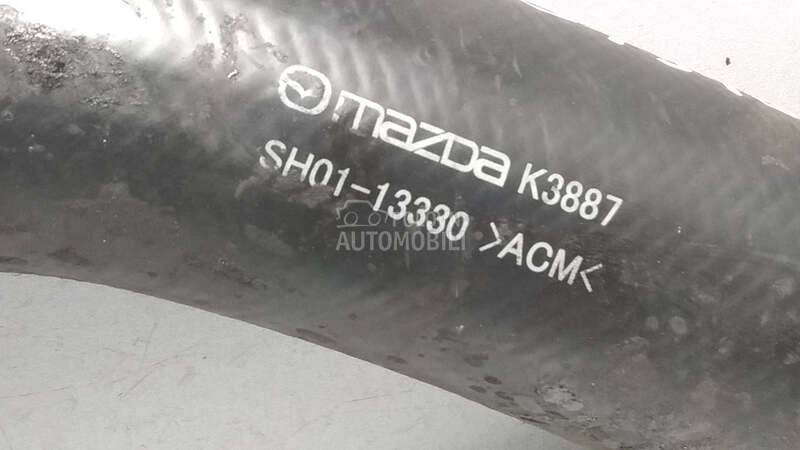 mazda K3887
SH01-13330 >ACM<
AUTOMOBILI